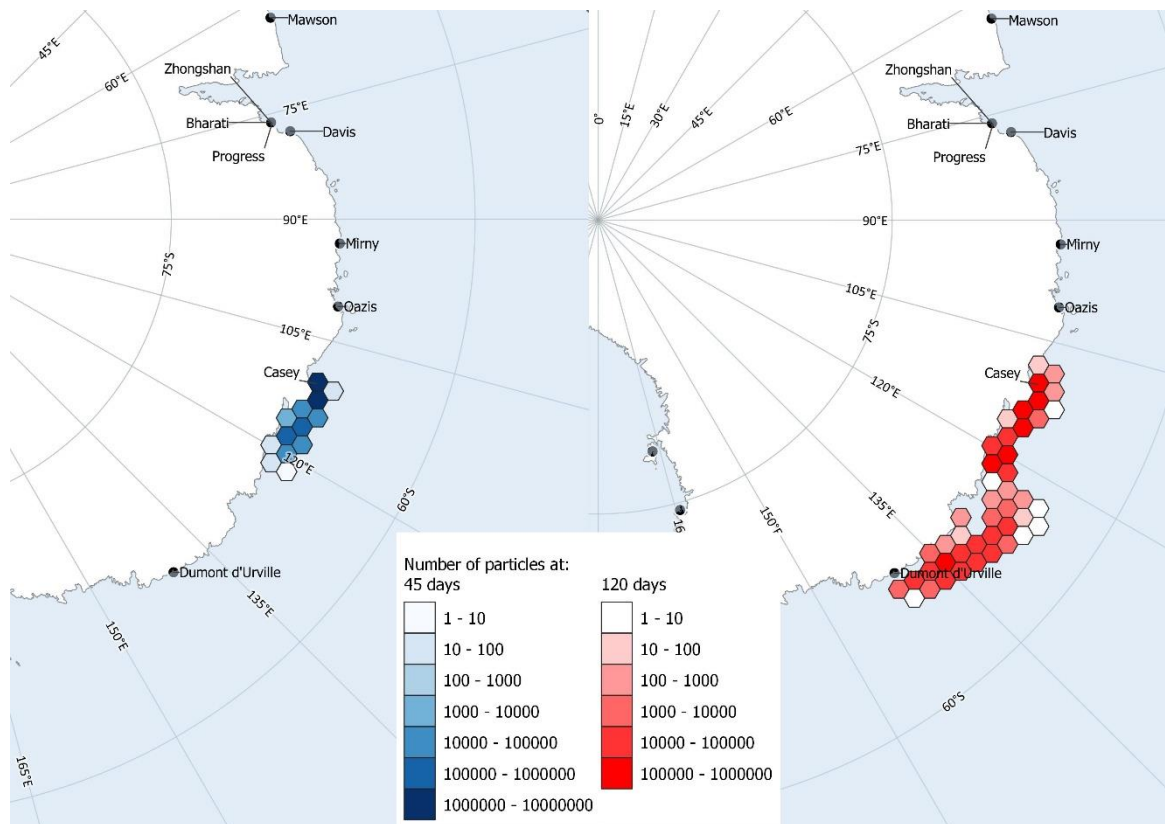 Mawson
45°E
60°E
Zhongshan
75°E
Bharati
Davis
Progress
90°E
Mirny
75°S
Oazis
105°E
Casey
120°E
60°S
Dumont d'Urville
135°E
150°E
165°E
Mawson
0°
15°E
30°E
45°E
60°E
Zhongshan
75°E
Bharati
Davis
Progress
90°E
Mirny
105°E
Oazis
75°S
120°E
Casey
135°E
150°E
16
Dumont d'Urville
60°S
Number of particles at:
45 days
1 - 10
10 - 100
100 - 1000
1000 - 10000
10000 - 100000
100000 - 1000000
1000000 - 10000000
120 days
1 - 10
10 - 100
100 - 1000
1000 - 10000
10000 - 100000
100000 - 1000000